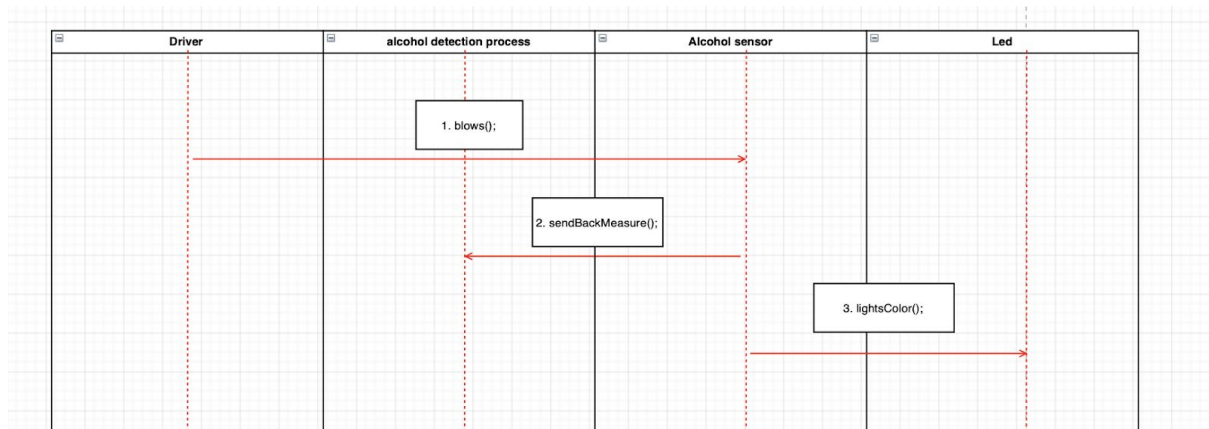 Driver
alcohol detection process
Alcohol sensor
Led
1. blows();
2. sendBackMeasure();
3. lightsColor();